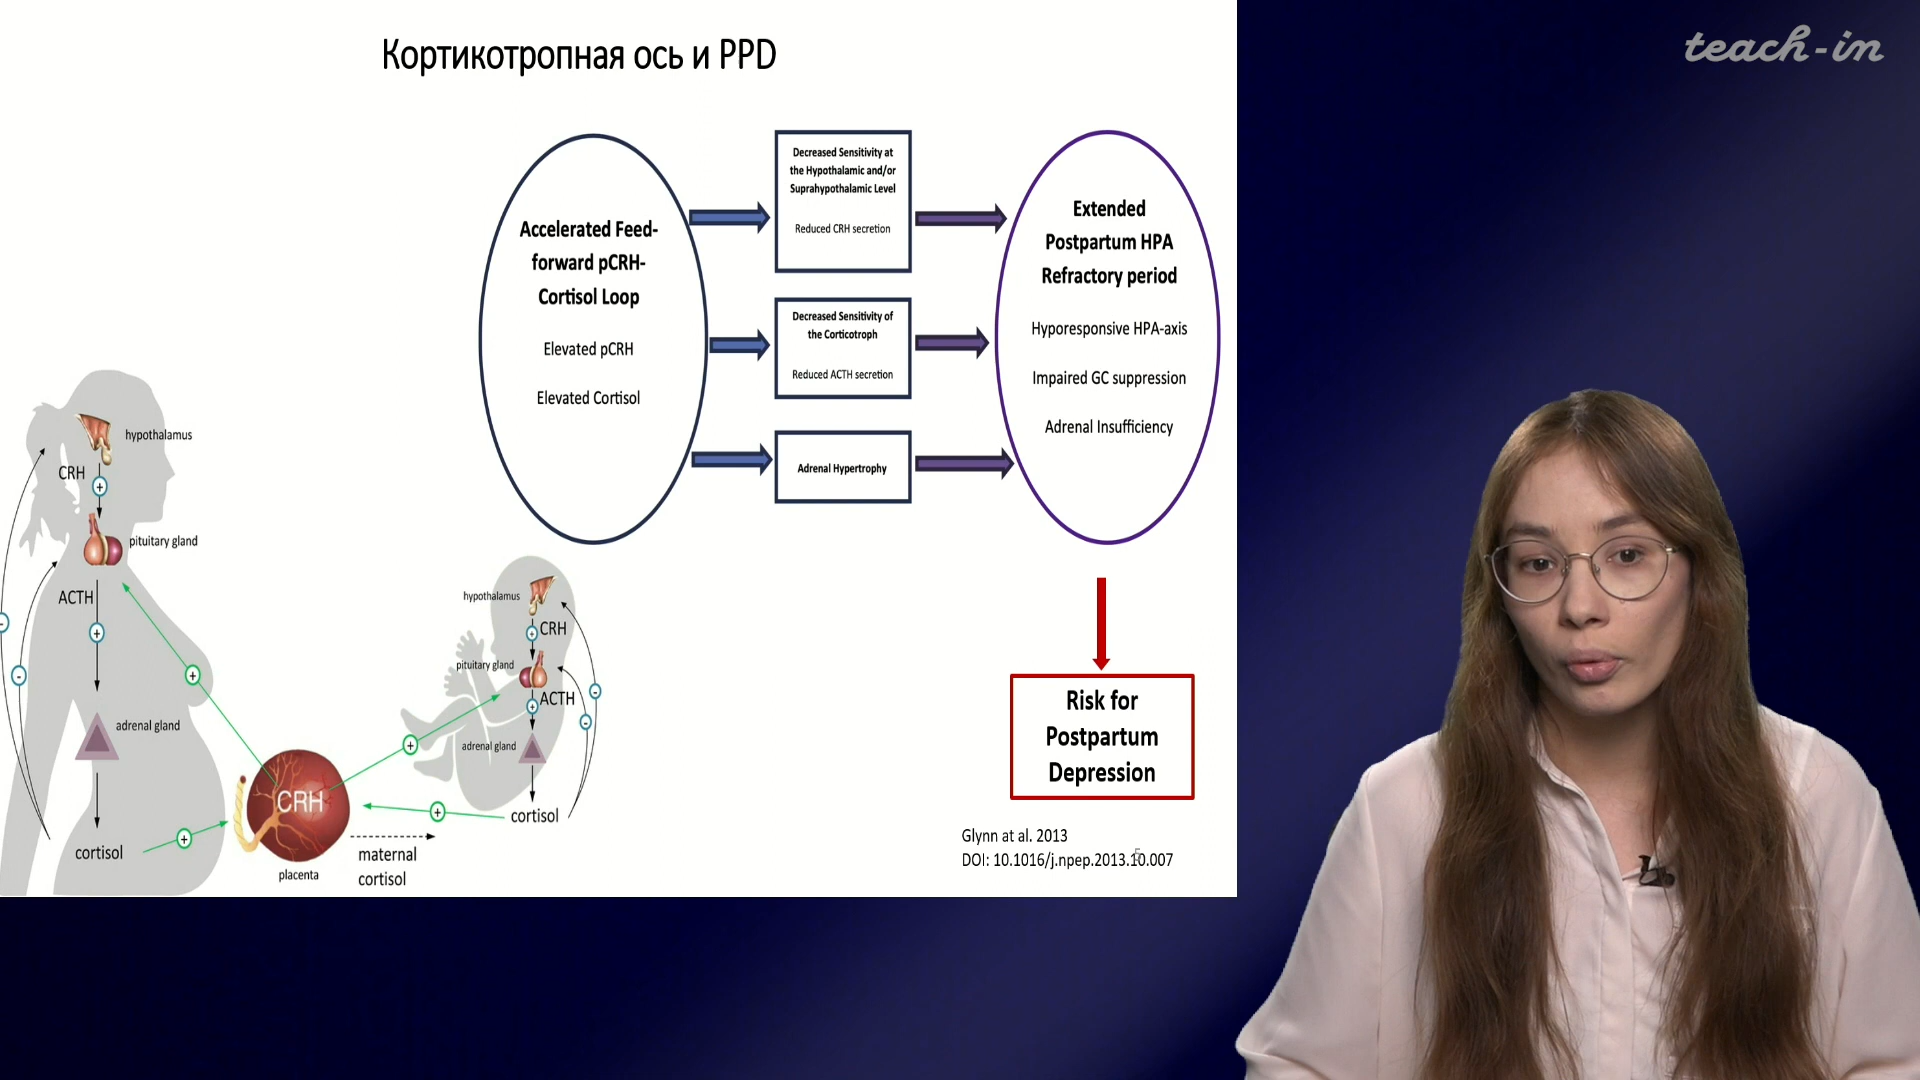 Кортикотропная ось и PPD
teach-in
Accelerated Feed-
forward pCRH-
Cortisol Loop
Elevated pCRH
Elevated Cortisol
Decreased Sensitivity at
the Hypothalamic and/or
Suprahypothalamic Level
Reduced CRH secretion
Decreased Sensitivity of
the Corticotroph
Reduced ACTH secretion
Adrenal Hypertrophy
Extended
Postpartum HPA
Refractory period
Hyporesponsive HPA-axis
Impaired GC suppression
Adrenal Insufficiency
Risk for
Postpartum
Depression
Glynn at al. 2013
DOI: 10.1016/j.npep.2013.10.007
5
hypothalamus
CRH
+
pituitary gland
ACTH
+
-
-
+
adrenal gland
cortisol
+
CRH
placenta
maternal
cortisol
+
+
hypothalamus
+
CRH
pituitary gland
ACTH
+
-
-
adrenal gland
cortisol